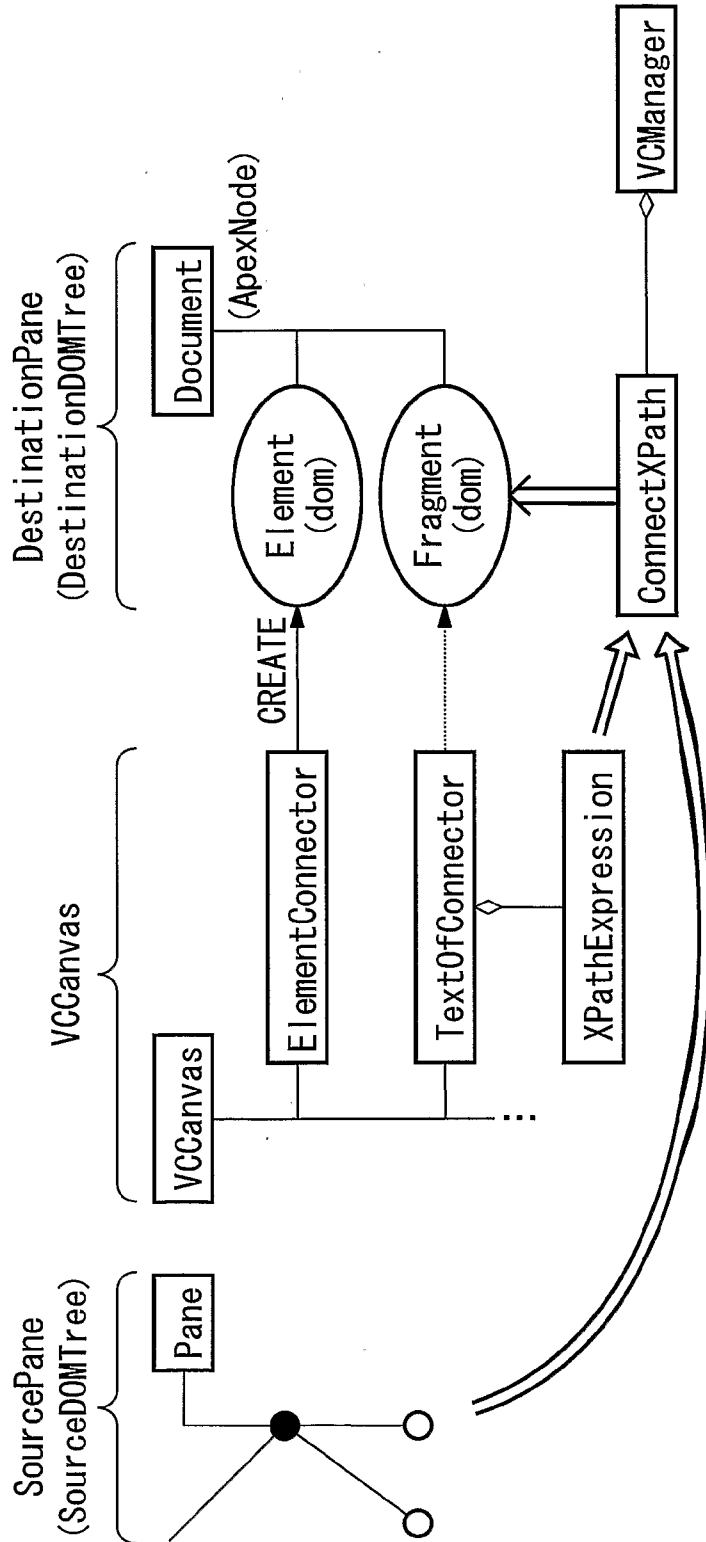 SourcePane
(SourceDOMTree)
VCCanvas
DestinationPane
(DestinationDOMTree)
Pane
VCCanvas
Document
(ApexNode)
ElementConnector
CREATE
Element
(dom)
TextOfConnector
Fragment
(dom)
...
XPathExpression
ConnectXPath
VCManager